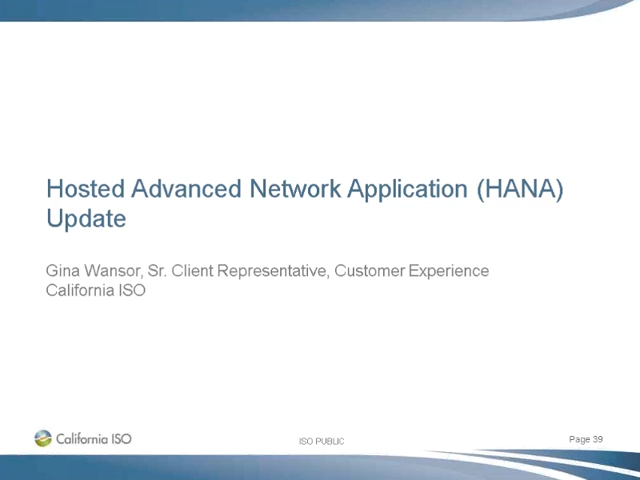 Hosted Advanced Network Application (HANA)
Update
Gina Wansor, Sr. Client Representative, Customer Experience
California ISO
California ISO
ISO PUBLIC
Page 39